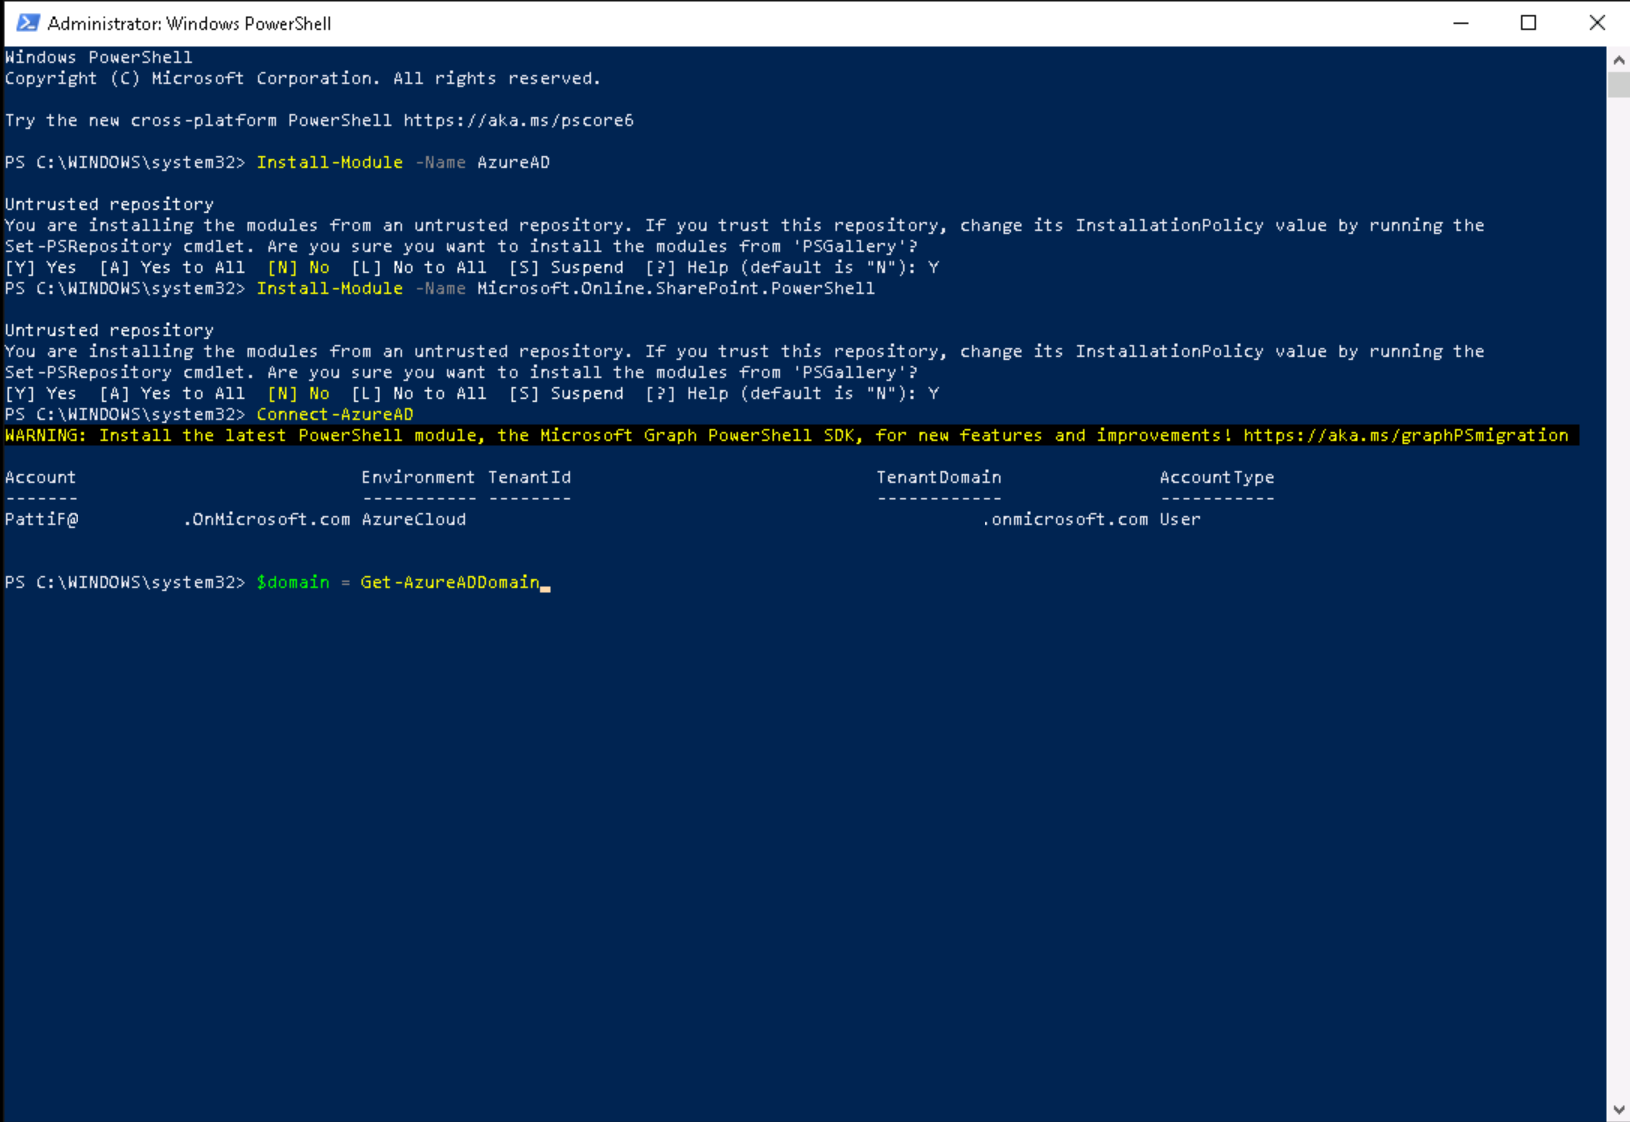 Administrator: Windows PowerShell
Windows PowerShell
Copyright (C) Microsoft Corporation. All rights reserved.
Try the new cross-platform PowerShell https://aka.ms/pscore6
PS C:\WINDOWS\system32> Install-Module -Name AzureAD
Untrusted repository
You are installing the modules from an untrusted repository. If you trust this repository, change its InstallationPolicy value by running the
Set-PSRepository cmdlet. Are you sure you want to install the modules from 'PSGallery'?
[Y] Yes  [A] Yes to All  [N] No  [L] No to All  [S] Suspend  [?] Help (default is "N"): Y
PS C:\WINDOWS\system32> Install-Module -Name Microsoft.Online.SharePoint.PowerShell
Untrusted repository
You are installing the modules from an untrusted repository. If you trust this repository, change its InstallationPolicy value by running the
Set-PSRepository cmdlet. Are you sure you want to install the modules from 'PSGallery'?
[Y] Yes  [A] Yes to All  [N] No  [L] No to All  [S] Suspend  [?] Help (default is "N"): Y
PS C:\WINDOWS\system32> Connect-AzureAD
WARNING: Install the latest PowerShell module, the Microsoft Graph PowerShell SDK, for new features and improvements! https://aka.ms/graphPSmigration
Account Environment TenantId TenantDomain AccountType
------- ----------- -------- ------------ -----------
PattiF@ .OnMicrosoft.com AzureCloud .onmicrosoft.com User
PS C:\WINDOWS\system32> $domain = Get-AzureADDomain